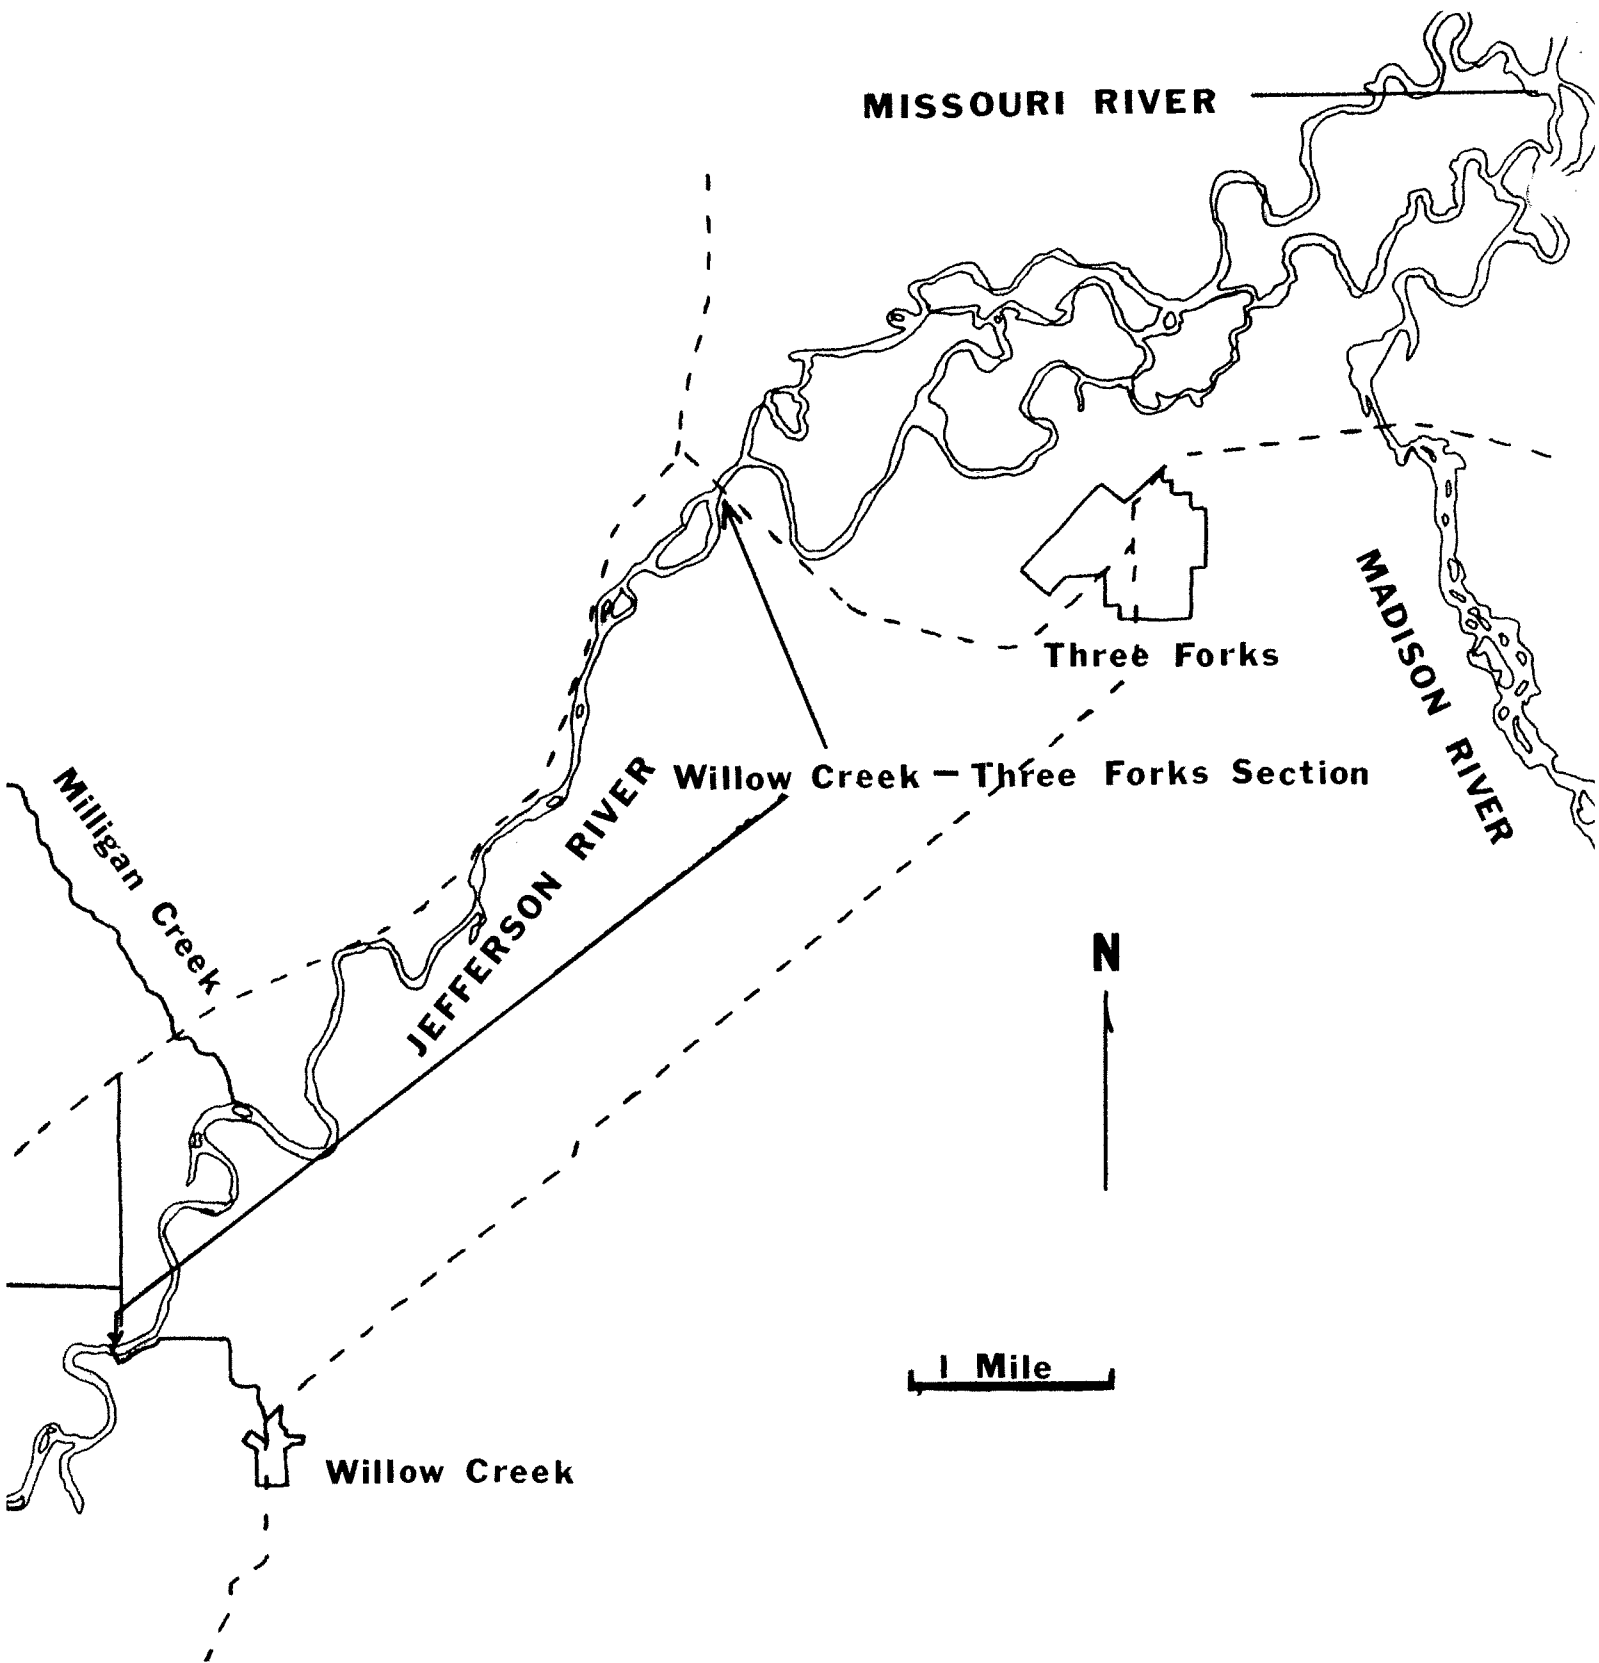 MISSOURI RIVER
Three Forks
MADISON RIVER
Willow Creek — Three Forks Section
JEFFERSON RIVER
Milligan Creek
N
1 Mile
Willow Creek